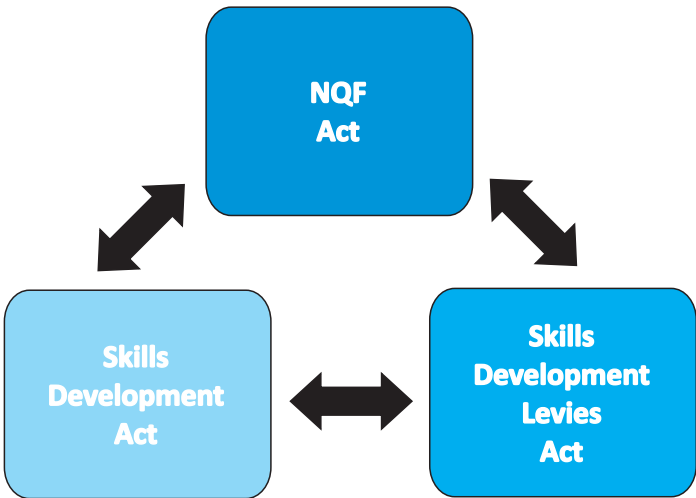 NQF
Act
Skills
Development
Act
Skills
Development
Levies
Act